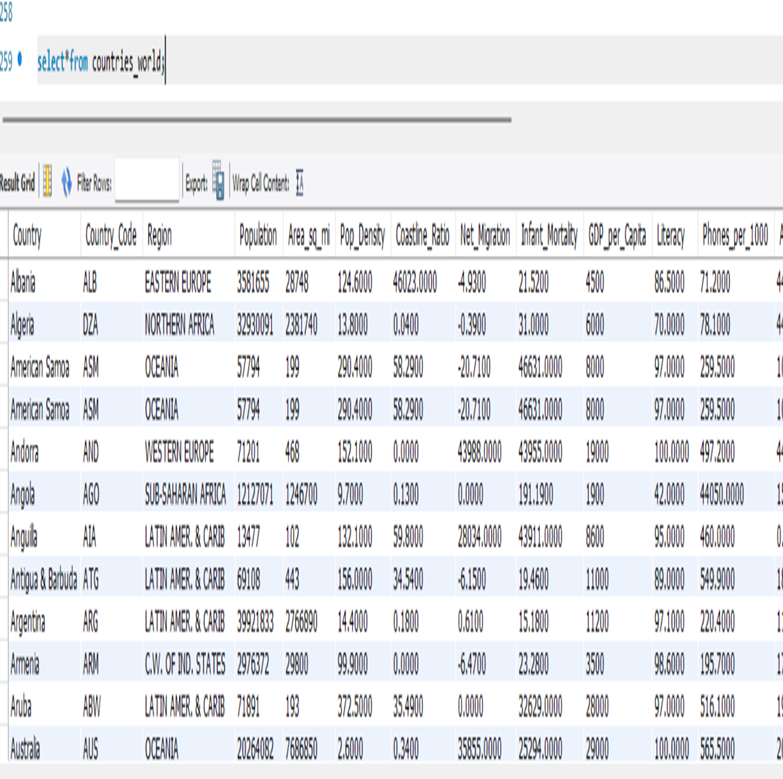 258
259 select*from countries_world;
Result Grid Filter Rows: Export: Wrap Cell Content:
Country Country_Code Region Population Area_sq_mi Pop_Density Coastline_Ratio Net_Migration Infant_Mortality GDP_per_Capita Literacy Phones_per_1000
Albania ALB EASTERN EUROPE 3581655 28748 124.6000 46023.0000 -4.9300 21.5200 4500 86.5000 71.2000
Algeria DZA NORTHERN AFRICA 32930091 2381740 13.8000 0.0400 -0.3900 31.0000 6000 70.0000 78.1000
American Samoa ASM OCEANIA 57794 199 290.4000 58.2900 -20.7100 46631.0000 8000 97.0000 259.5000
American Samoa ASM OCEANIA 57794 199 290.4000 58.2900 -20.7100 46631.0000 8000 97.0000 259.5000
Andorra AND WESTERN EUROPE 71201 468 152.1000 0.0000 43988.0000 43955.0000 19000 100.0000 497.2000
Angola AGO SUB-SAHARAN AFRICA 12127071 1246700 9.7000 0.1300 0.0000 191.1900 1900 42.0000 44050.0000
Anguilla AIA LATIN AMER. & CARIB 13477 102 132.1000 59.8000 28034.0000 43911.0000 8600 95.0000 460.0000
Antigua & Barbuda ATG LATIN AMER. & CARIB 69108 443 156.0000 34.5400 -6.1500 19.4600 11000 89.0000 549.9000
Argentina ARG LATIN AMER. & CARIB 39921833 2766890 14.4000 0.1800 0.6100 15.1800 11200 97.1000 220.4000
Armenia ARM C.W. OF IND. STATES 2976372 29800 99.9000 0.0000 -6.4700 23.2800 3500 98.6000 195.7000
Aruba ABW LATIN AMER. & CARIB 71891 193 372.5000 35.4900 0.0000 32629.0000 28000 97.0000 516.1000
Australia AUS OCEANIA 20264082 7686850 2.6000 0.3400 35855.0000 25294.0000 29000 100.0000 565.5000